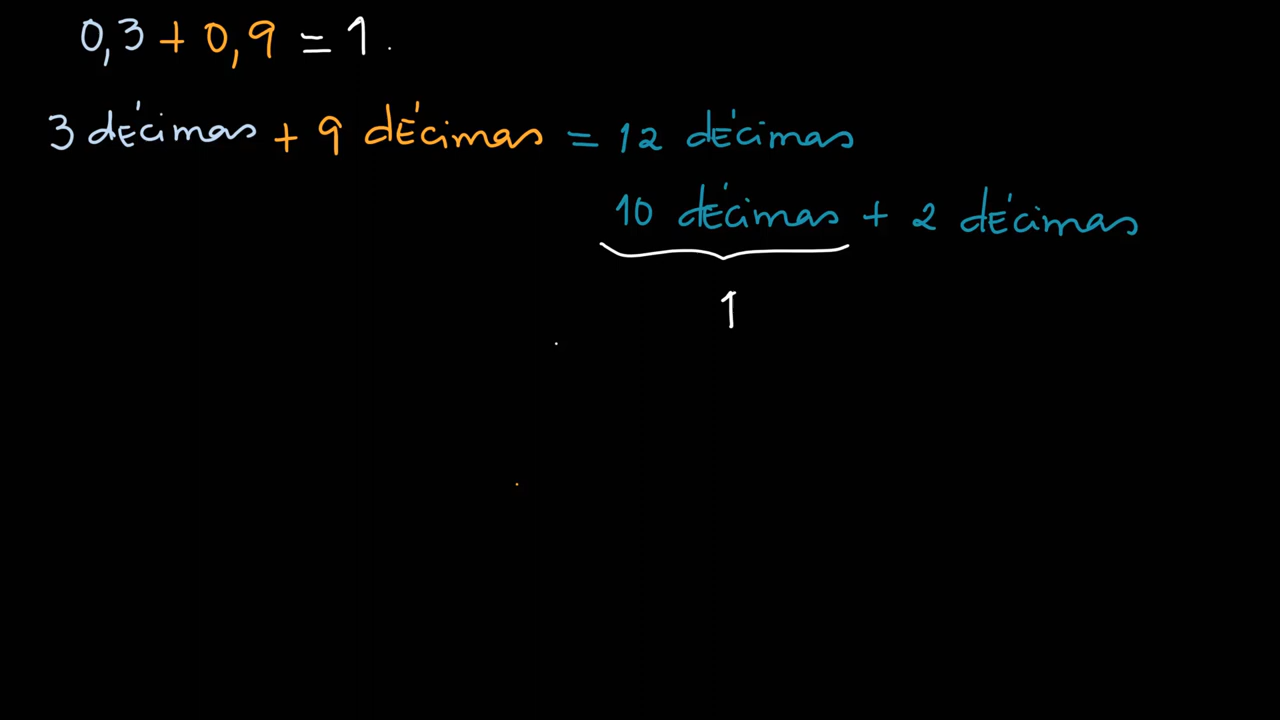 0,3 + 0,9 = 1
3 décimas + 9 décimas = 12 décimas
10 décimas + 2 décimas
1